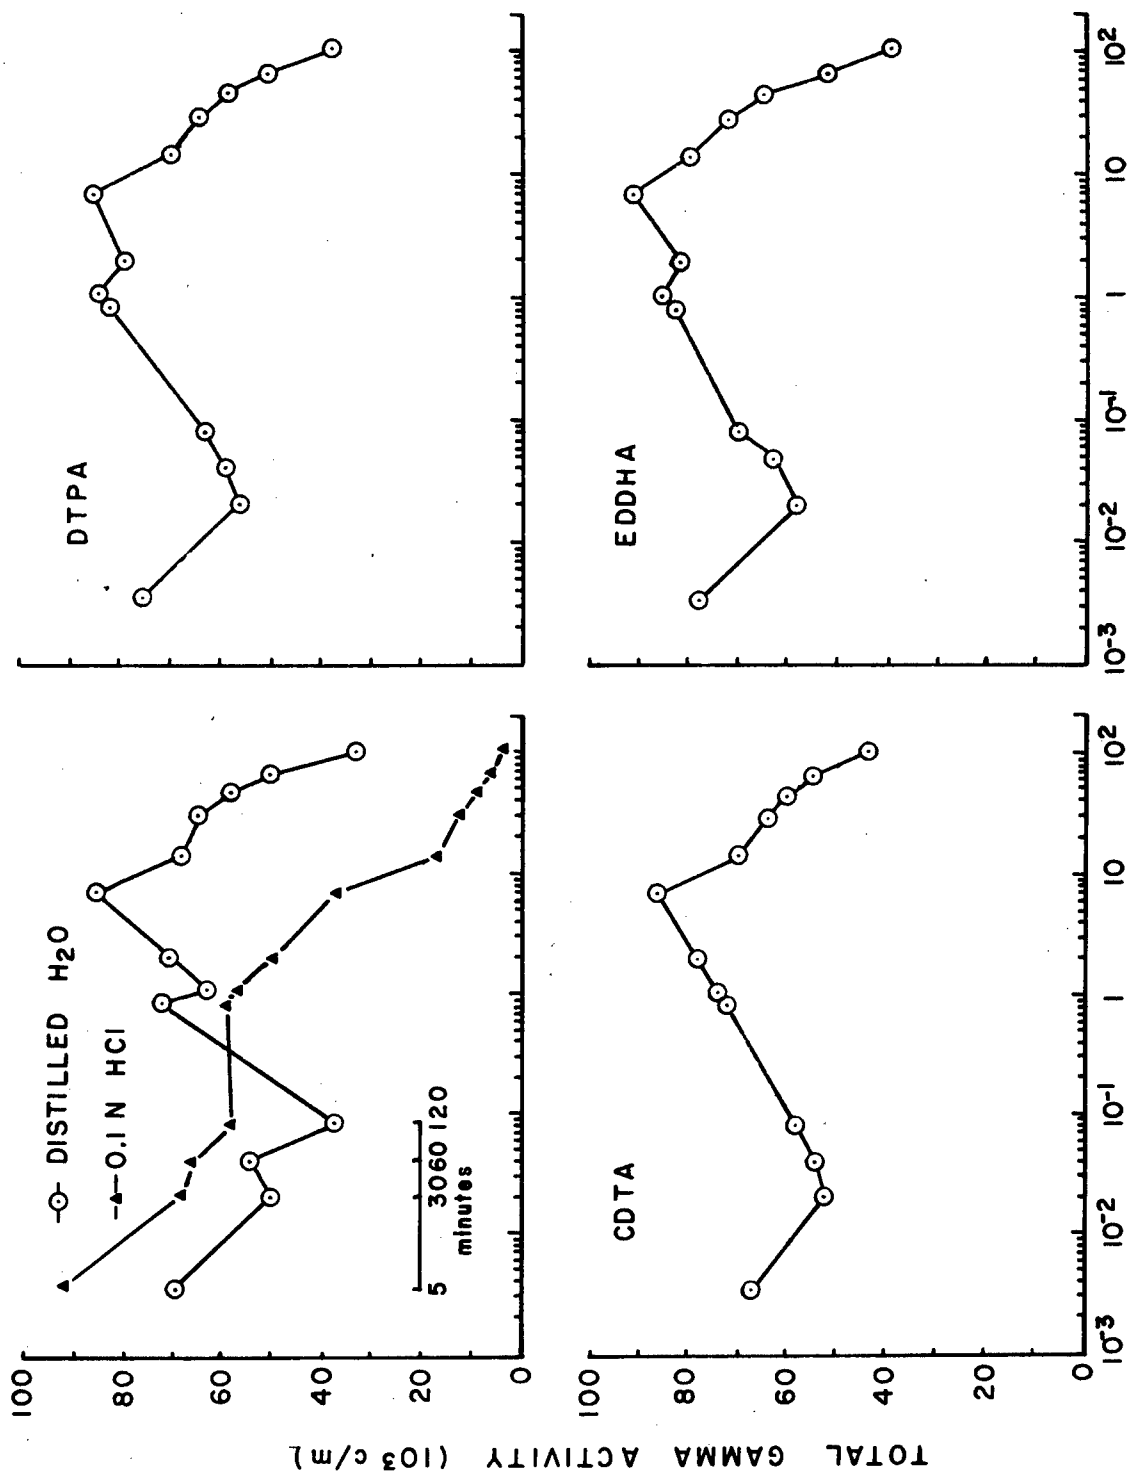 TOTAL GAMMA ACTIVITY (10³ c/m)
100
80
60
40
20
0
DISTILLED H₂O
0.1 N HCl
5 30 60 120
minutes
DTPA
100
80
60
40
20
0
CDTA
10⁻³ 10⁻² 10⁻¹ 1 10 10²
EDDHA
10⁻³ 10⁻² 10⁻¹ 1 10 10²